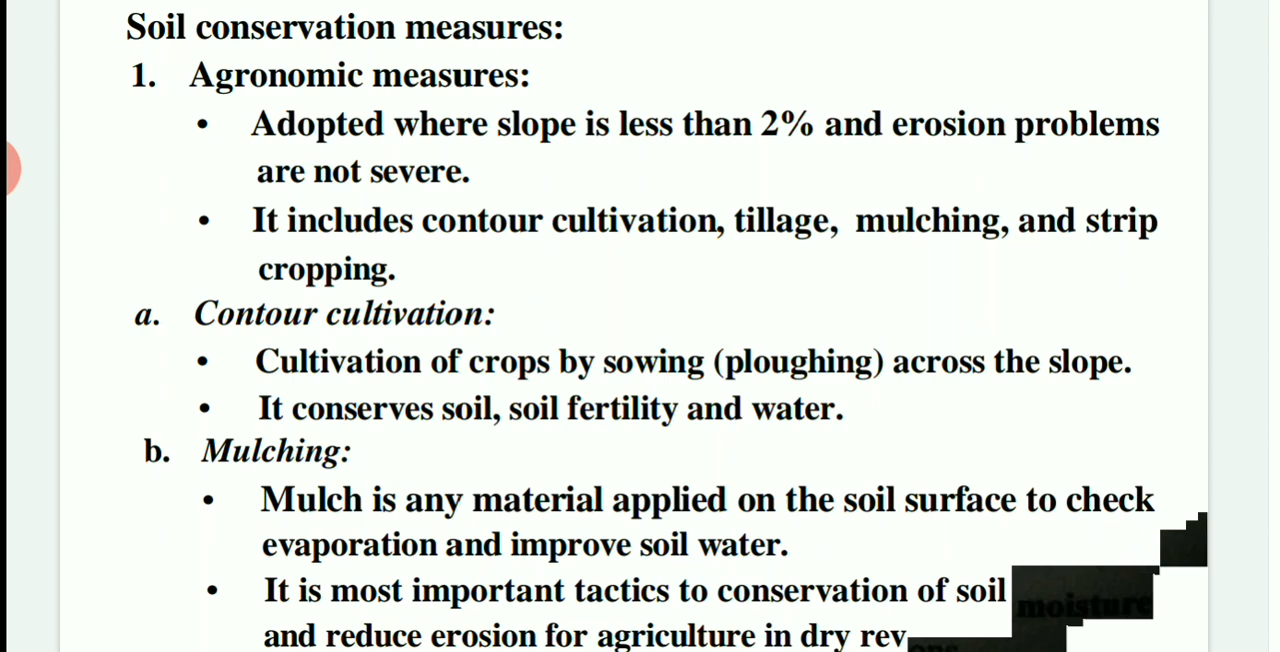 Soil conservation measures:
1. Agronomic measures:
• Adopted where slope is less than 2% and erosion problems
are not severe.
• It includes contour cultivation, tillage, mulching, and strip
cropping.
a. Contour cultivation:
• Cultivation of crops by sowing (ploughing) across the slope.
• It conserves soil, soil fertility and water.
b. Mulching:
• Mulch is any material applied on the soil surface to check
evaporation and improve soil water.
• It is most important tactics to conservation of soil moisture
and reduce erosion for agriculture in dry